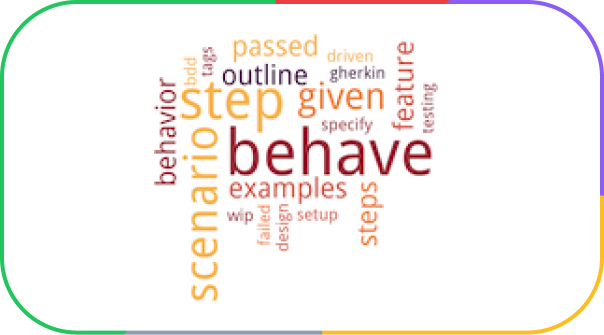 passed
driven
bdd
tags
outline
gherkin
feature
testing
behavior
step
given
specify
scenario
behave
examples
steps
wip
failed
design
setup